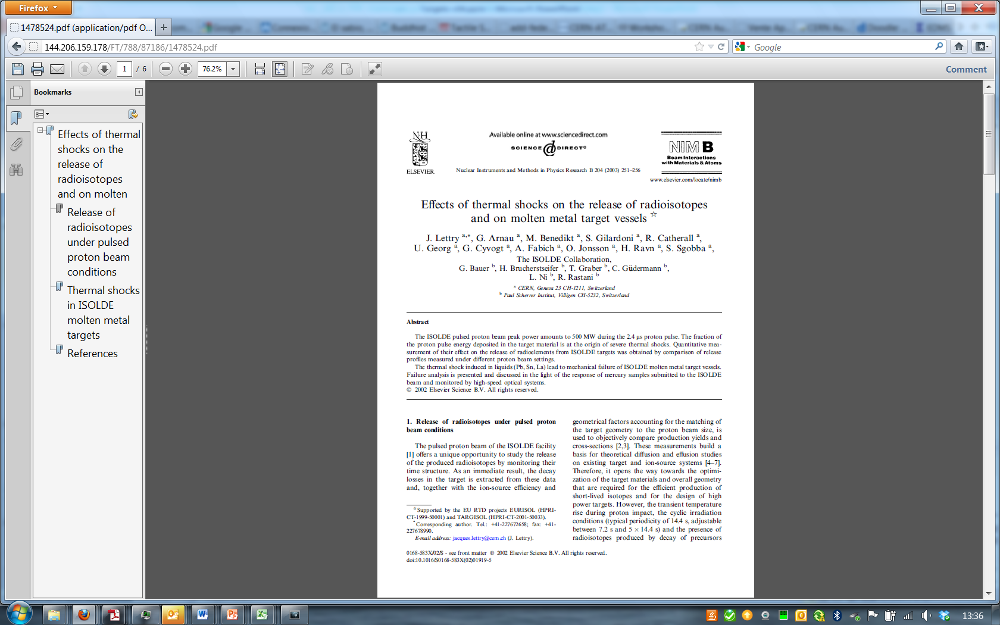 Firefox
1478524.pdf (application/pdf O...
144.206.159.178/FT/788/87186/1478524.pdf
Google
1 / 6
76.2%
Comment
Bookmarks
Effects of thermal
shocks on the
release of
radioisotopes
and on molten
Release of
radioisotopes
under pulsed
proton beam
conditions
Thermal shocks
in ISOLDE
molten metal
targets
References
N·H
ELSEVIER
Available online at www.sciencedirect.com
SCIENCE @ DIRECT®
Nuclear Instruments and Methods in Physics Research B 204 (2003) 251–256
NIM B
Beam Interactions
with Materials & Atoms
www.elsevier.com/locate/nimb
Effects of thermal shocks on the release of radioisotopes
and on molten metal target vessels ☆
J. Lettry a,*, G. Arnau a, M. Benedikt a, S. Gilardoni a, R. Catherall a,
U. Georg a, G. Cyvogt a, A. Fabich a, O. Jonsson a, H. Ravn a, S. Sgobba a,
The ISOLDE Collaboration,
G. Bauer b, H. Brucherstseifer b, T. Graber b, C. Güdermann b,
L. Ni b, R. Rastani b
a CERN, Geneva 23 CH-1211, Switzerland
b Paul Scherrer Institut, Villigen CH-5232, Switzerland
Abstract
The ISOLDE pulsed proton beam peak power amounts to 500 MW during the 2.4 μs proton pulse. The fraction of
the proton pulse energy deposited in the target material is at the origin of severe thermal shocks. Quantitative mea-
surement of their effect on the release of radioelements from ISOLDE targets was obtained by comparison of release
profiles measured under different proton beam settings.
The thermal shock induced in liquids (Pb, Sn, La) lead to mechanical failure of ISOLDE molten metal target vessels.
Failure analysis is presented and discussed in the light of the response of mercury samples submitted to the ISOLDE
beam and monitored by high-speed optical systems.
© 2002 Elsevier Science B.V. All rights reserved.
1. Release of radioisotopes under pulsed proton
beam conditions
The pulsed proton beam of the ISOLDE facility
[1] offers a unique opportunity to study the release
of the produced radioisotopes by monitoring their
time structure. As an immediate result, the decay
losses in the target is extracted from these data
and, together with the ion-source efficiency and
☆ Supported by the EU RTD projects EURISOL (HPRI-
CT-1999-50001) and TARGISOL (HPRI-CT-2001-50033).
* Corresponding author. Tel.: +41-227672658; fax: +41-
227678990.
E-mail address: jacques.lettry@cern.ch (J. Lettry).
geometrical factors accounting for the matching of
the target geometry to the proton beam size, is
used to objectively compare production yields and
cross-sections [2,3]. These measurements build a
basis for theoretical diffusion and effusion studies
on existing target and ion-source systems [4–7].
Therefore, it opens the way towards the optimi-
zation of the target materials and overall geometry
that are required for the efficient production of
short-lived isotopes and for the design of high
power targets. However, the transient temperature
rise during proton impact, the cyclic irradiation
conditions (typical periodicity of 14.4 s, adjustable
between 7.2 s and 5 × 14.4 s) and the presence of
radioisotopes produced by decay of precursors
0168-583X/02/$ - see front matter © 2002 Elsevier Science B.V. All rights reserved.
doi:10.1016/S0168-583X(02)01919-5
13:36